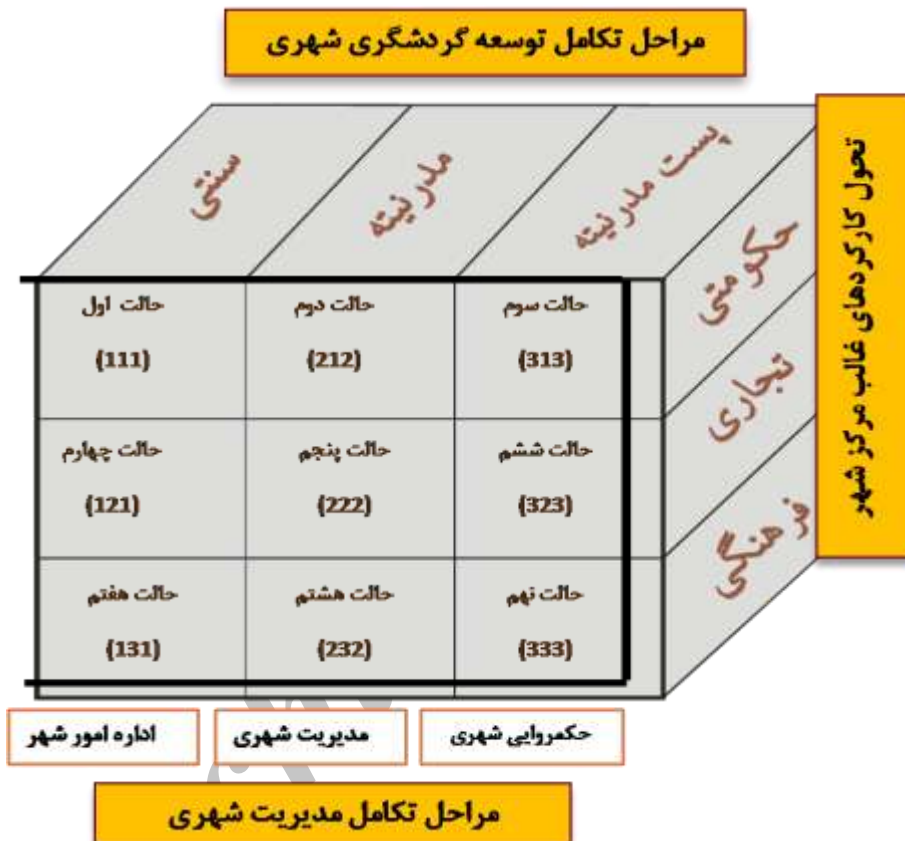 مراحل تکامل توسعه گردشگری شهری
تحول کارکردهای غالب مرکز شهر
سنتی
مدرنیته
پست مدرنیته
حکومتی
تجاری
فرهنگی
حالت سوم
(313)
حالت دوم
(212)
حالت اول
(111)
حالت ششم
(323)
حالت پنجم
(222)
حالت چهارم
(121)
حالت نهم
(333)
حالت هشتم
(232)
حالت هفتم
(131)
حکمروایی شهری
مدیریت شهری
اداره امور شهر
مراحل تکامل مدیریت شهری